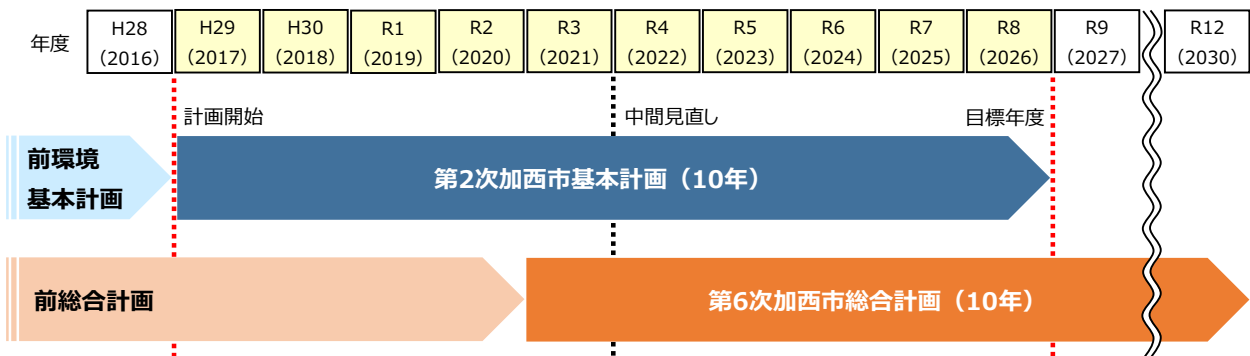 年度
H28
(2016)
H29
(2017)
H30
(2018)
R1
(2019)
R2
(2020)
R3
(2021)
R4
(2022)
R5
(2023)
R6
(2024)
R7
(2025)
R8
(2026)
R9
(2027)
R12
(2030)
計画開始
中間見直し
目標年度
前環境
基本計画
第2次加西市基本計画（10年）
前総合計画
第6次加西市総合計画（10年）